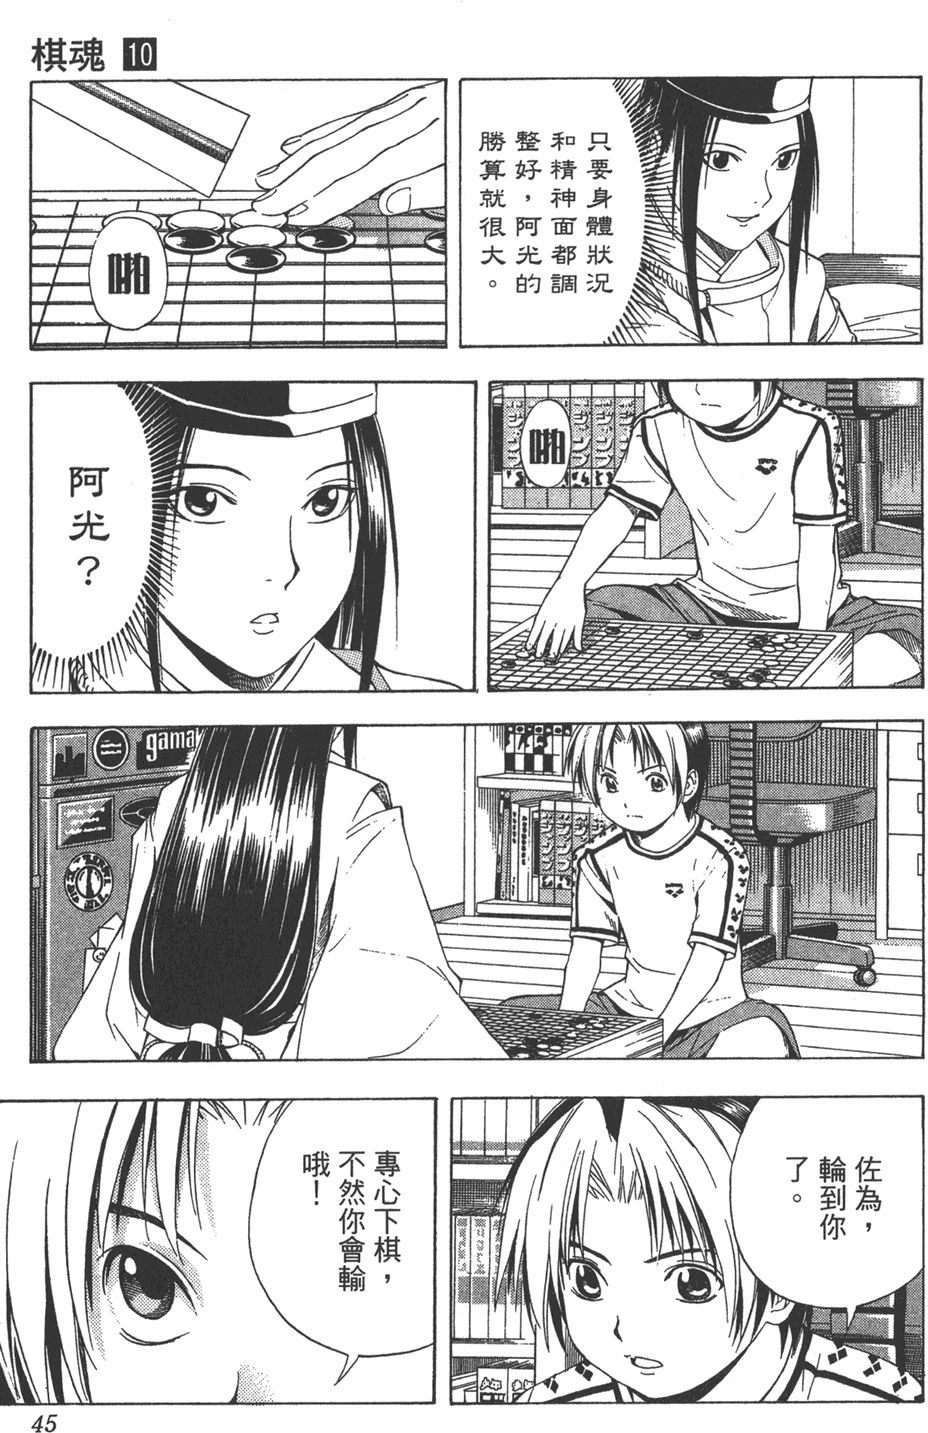 棋魂 10
只要身體狀況
和精神面都調
整好，阿光的
勝算就很大。
啪
啪
阿光？
gama
佐為，
輪到你
了。
專心下棋，
不然你會輸
哦！
45